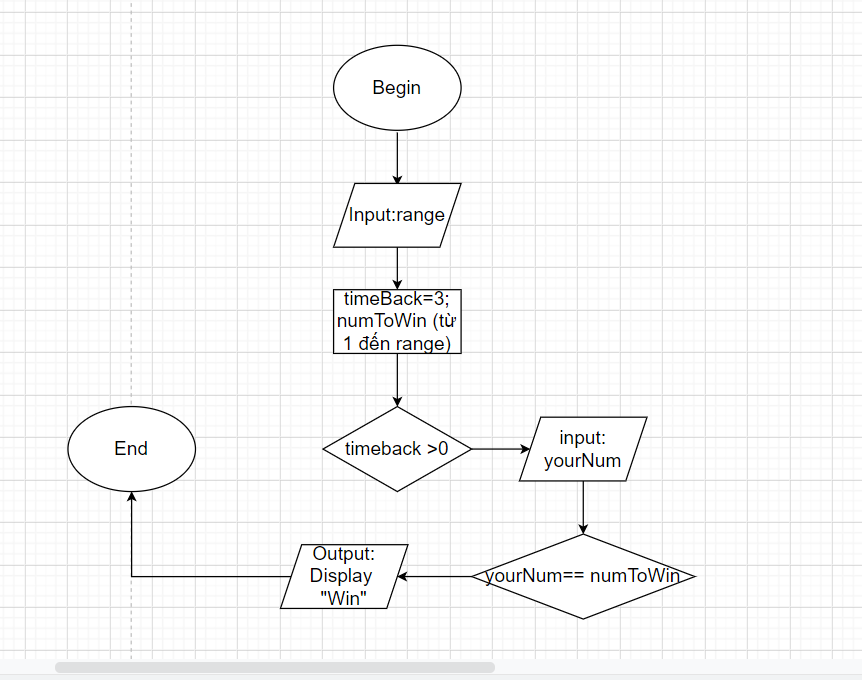 Begin
Input:range
timeBack=3;
numToWin (từ
1 đến range)
End
timeback >0
input:
yourNum
Output:
Display
"Win"
yourNum== numToWin